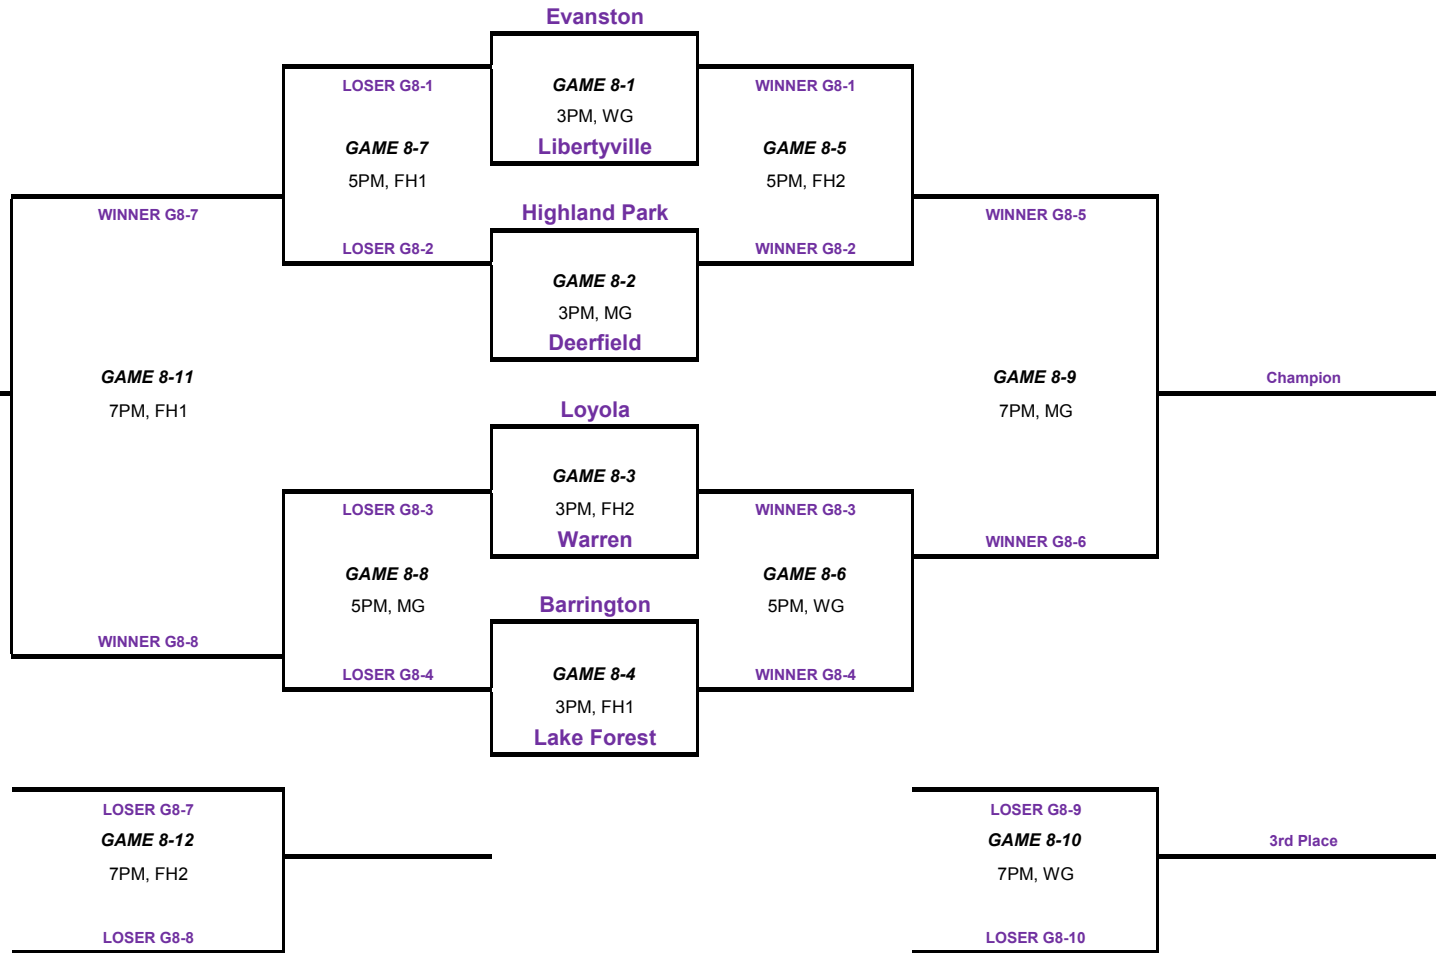 Evanston
LOSER G8-1
GAME 8-1
WINNER G8-1
3PM, WG
GAME 8-7
Libertyville
GAME 8-5
5PM, FH1
5PM, FH2
WINNER G8-7
Highland Park
WINNER G8-5
LOSER G8-2
WINNER G8-2
GAME 8-2
3PM, MG
Deerfield
GAME 8-11
GAME 8-9
Champion
7PM, FH1
Loyola
7PM, MG
GAME 8-3
LOSER G8-3
3PM, FH2
WINNER G8-3
Warren
WINNER G8-6
GAME 8-8
GAME 8-6
5PM, MG
Barrington
5PM, WG
WINNER G8-8
LOSER G8-4
GAME 8-4
WINNER G8-4
3PM, FH1
Lake Forest
LOSER G8-7
LOSER G8-9
GAME 8-12
GAME 8-10
3rd Place
7PM, FH2
7PM, WG
LOSER G8-8
LOSER G8-10